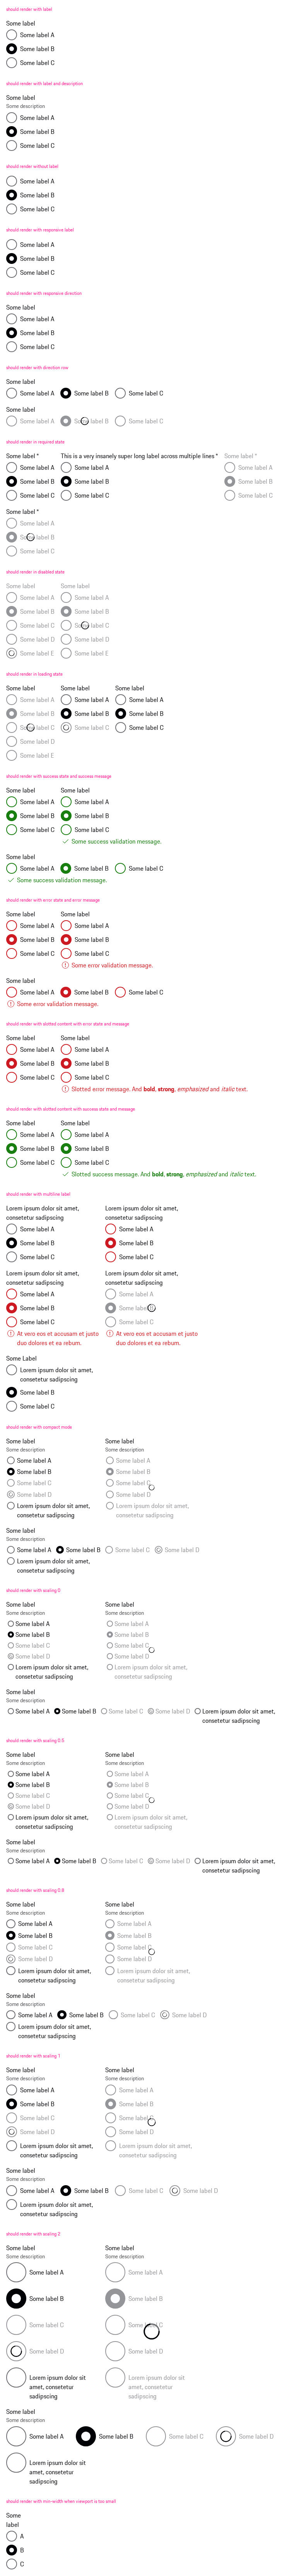 should render with label
Some label
Some label A
Some label B
Some label C
should render with label and description
Some label
Some description
Some label A
Some label B
Some label C
should render without label
Some label A
Some label B
Some label C
should render with responsive label
Some label A
Some label B
Some label C
should render with responsive direction
Some label
Some label A
Some label B
Some label C
should render with direction row
Some label
Some label A Some label B Some label C
Some label
Some label A Some label B Some label C
should render in required state
Some label * This is a very insanely super long label across multiple lines * Some label *
Some label A Some label A Some label A
Some label B Some label B Some label B
Some label C Some label C Some label C
Some label *
Some label A
Some label B
Some label C
should render in disabled state
Some label Some label
Some label A Some label A
Some label B Some label B
Some label C Some label C
Some label D Some label D
Some label E Some label E
should render in loading state
Some label Some label Some label
Some label A Some label A Some label A
Some label B Some label B Some label B
Some label C Some label C Some label C
Some label D
Some label E
should render with success state and success message
Some label Some label
Some label A Some label A
Some label B Some label B
Some label C Some label C
Some success validation message.
Some label
Some label A Some label B Some label C
Some success validation message.
should render with error state and error message
Some label Some label
Some label A Some label A
Some label B Some label B
Some label C Some label C
Some error validation message.
Some label
Some label A Some label B Some label C
Some error validation message.
should render with slotted content with error state and message
Some label Some label
Some label A Some label A
Some label B Some label B
Some label C Some label C
Slotted error message. And bold, strong, emphasized and italic text.
should render with slotted content with success state and message
Some label Some label
Some label A Some label A
Some label B Some label B
Some label C Some label C
Slotted success message. And bold, strong, emphasized and italic text.
should render with multiline label
Lorem ipsum dolor sit amet, Lorem ipsum dolor sit amet,
consetetur sadipscing consetetur sadipscing
Some label A Some label A
Some label B Some label B
Some label C Some label C
Lorem ipsum dolor sit amet, Lorem ipsum dolor sit amet,
consetetur sadipscing consetetur sadipscing
Some label A Some label A
Some label B Some label B
Some label C Some label C
At vero eos et accusam et justo At vero eos et accusam et justo
duo dolores et ea rebum. duo dolores et ea rebum.
Some Label
Lorem ipsum dolor sit amet,
consetetur sadipscing
Some label B
Some label C
should render with compact mode
Some label Some label
Some description Some description
Some label A Some label A
Some label B Some label B
Some label C Some label C
Some label D Some label D
Lorem ipsum dolor sit amet, Lorem ipsum dolor sit amet,
consetetur sadipscing consetetur sadipscing
Some label
Some description
Some label A Some label B Some label C Some label D
Lorem ipsum dolor sit amet,
consetetur sadipscing
should render with scaling 0
Some label Some label
Some description Some description
Some label A Some label A
Some label B Some label B
Some label C Some label C
Some label D Some label D
Lorem ipsum dolor sit amet, Lorem ipsum dolor sit amet,
consetetur sadipscing consetetur sadipscing
Some label
Some description
Some label A Some label B Some label C Some label D Lorem ipsum dolor sit amet,
consetetur sadipscing
should render with scaling 0.5
Some label Some label
Some description Some description
Some label A Some label A
Some label B Some label B
Some label C Some label C
Some label D Some label D
Lorem ipsum dolor sit amet, Lorem ipsum dolor sit amet,
consetetur sadipscing consetetur sadipscing
Some label
Some description
Some label A Some label B Some label C Some label D Lorem ipsum dolor sit amet,
consetetur sadipscing
should render with scaling 0.8
Some label Some label
Some description Some description
Some label A Some label A
Some label B Some label B
Some label C Some label C
Some label D Some label D
Lorem ipsum dolor sit amet, Lorem ipsum dolor sit amet,
consetetur sadipscing consetetur sadipscing
Some label
Some description
Some label A Some label B Some label C Some label D
Lorem ipsum dolor sit amet,
consetetur sadipscing
should render with scaling 1
Some label Some label
Some description Some description
Some label A Some label A
Some label B Some label B
Some label C Some label C
Some label D Some label D
Lorem ipsum dolor sit amet, Lorem ipsum dolor sit amet,
consetetur sadipscing consetetur sadipscing
Some label
Some description
Some label A Some label B Some label C Some label D
Lorem ipsum dolor sit amet,
consetetur sadipscing
should render with scaling 2
Some label Some label
Some description Some description
Some label A Some label A
Some label B Some label B
Some label C Some label C
Some label D Some label D
Lorem ipsum dolor sit Lorem ipsum dolor sit
amet, consetetur amet, consetetur
sadipscing sadipscing
Some label
Some description
Some label A Some label B Some label C Some label D
Lorem ipsum dolor sit
amet, consetetur
sadipscing
should render with min-width when viewport is too small
Some
label
A
B
C